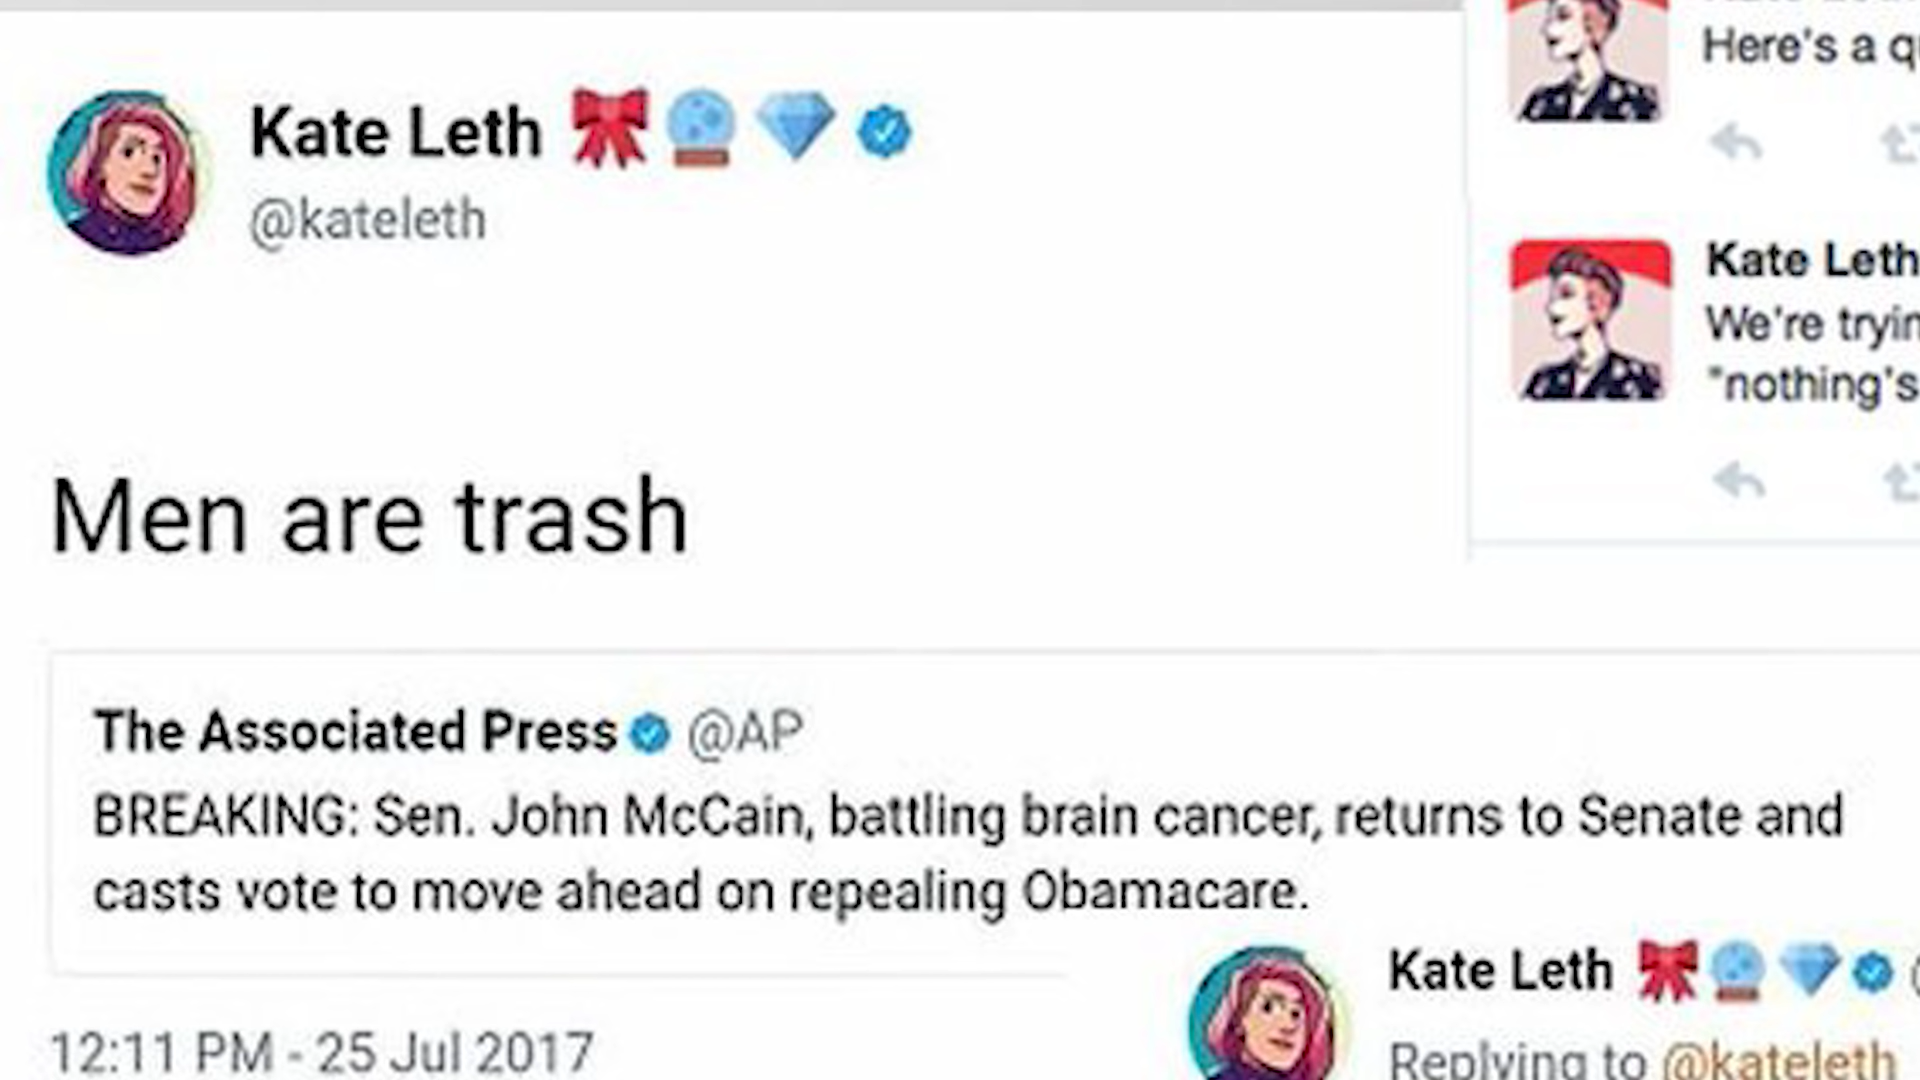 Kate Leth
@kateleth
Men are trash
The Associated Press @AP
BREAKING: Sen. John McCain, battling brain cancer, returns to Senate and
casts vote to move ahead on repealing Obamacare.
12:11 PM - 25 Jul 2017
Here's a
Kate Leth
We're
"nothing's
Kate Leth
Replying to @kateleth